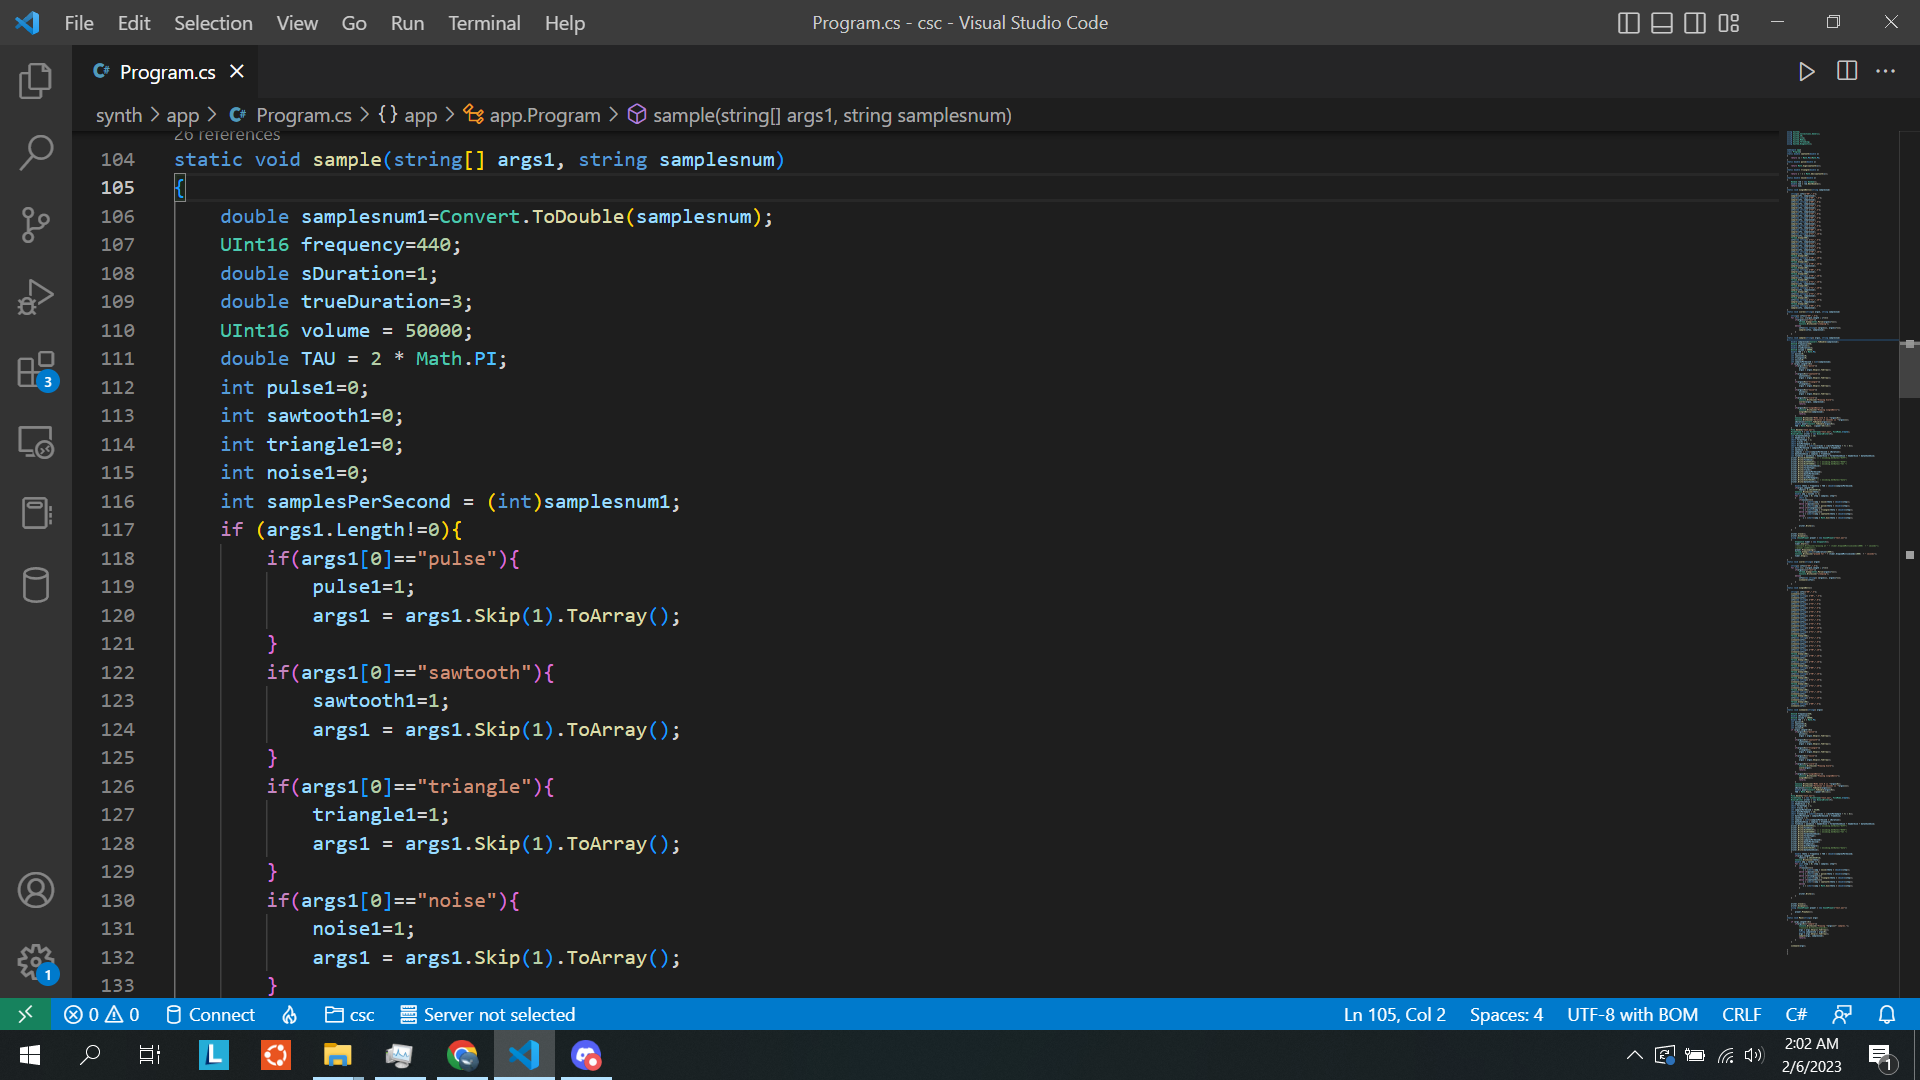 File Edit Selection View Go Run Terminal Help Program.cs - csc - Visual Studio Code
C# Program.cs
synth > app > C# Program.cs > {} app > app.Program > sample(string[] args1, string samplesnum)
26 references
104 static void sample(string[] args1, string samplesnum)
105 {
106 double samplesnum1=Convert.ToDouble(samplesnum);
107 UInt16 frequency=440;
108 double sDuration=1;
109 double trueDuration=3;
110 UInt16 volume = 50000;
111 double TAU = 2 * Math.PI;
112 int pulse1=0;
113 int sawtooth1=0;
114 int triangle1=0;
115 int noise1=0;
116 int samplesPerSecond = (int)samplesnum1;
117 if (args1.Length!=0){
118 if(args1[0]=="pulse"){
119 pulse1=1;
120 args1 = args1.Skip(1).ToArray();
121 }
122 if(args1[0]=="sawtooth"){
123 sawtooth1=1;
124 args1 = args1.Skip(1).ToArray();
125 }
126 if(args1[0]=="triangle"){
127 triangle1=1;
128 args1 = args1.Skip(1).ToArray();
129 }
130 if(args1[0]=="noise"){
131 noise1=1;
132 args1 = args1.Skip(1).ToArray();
133 }
3
1
0 0 Connect csc Server not selected Ln 105, Col 2 Spaces: 4 UTF-8 with BOM CRLF C#
L 2:02 AM
2/6/2023 1